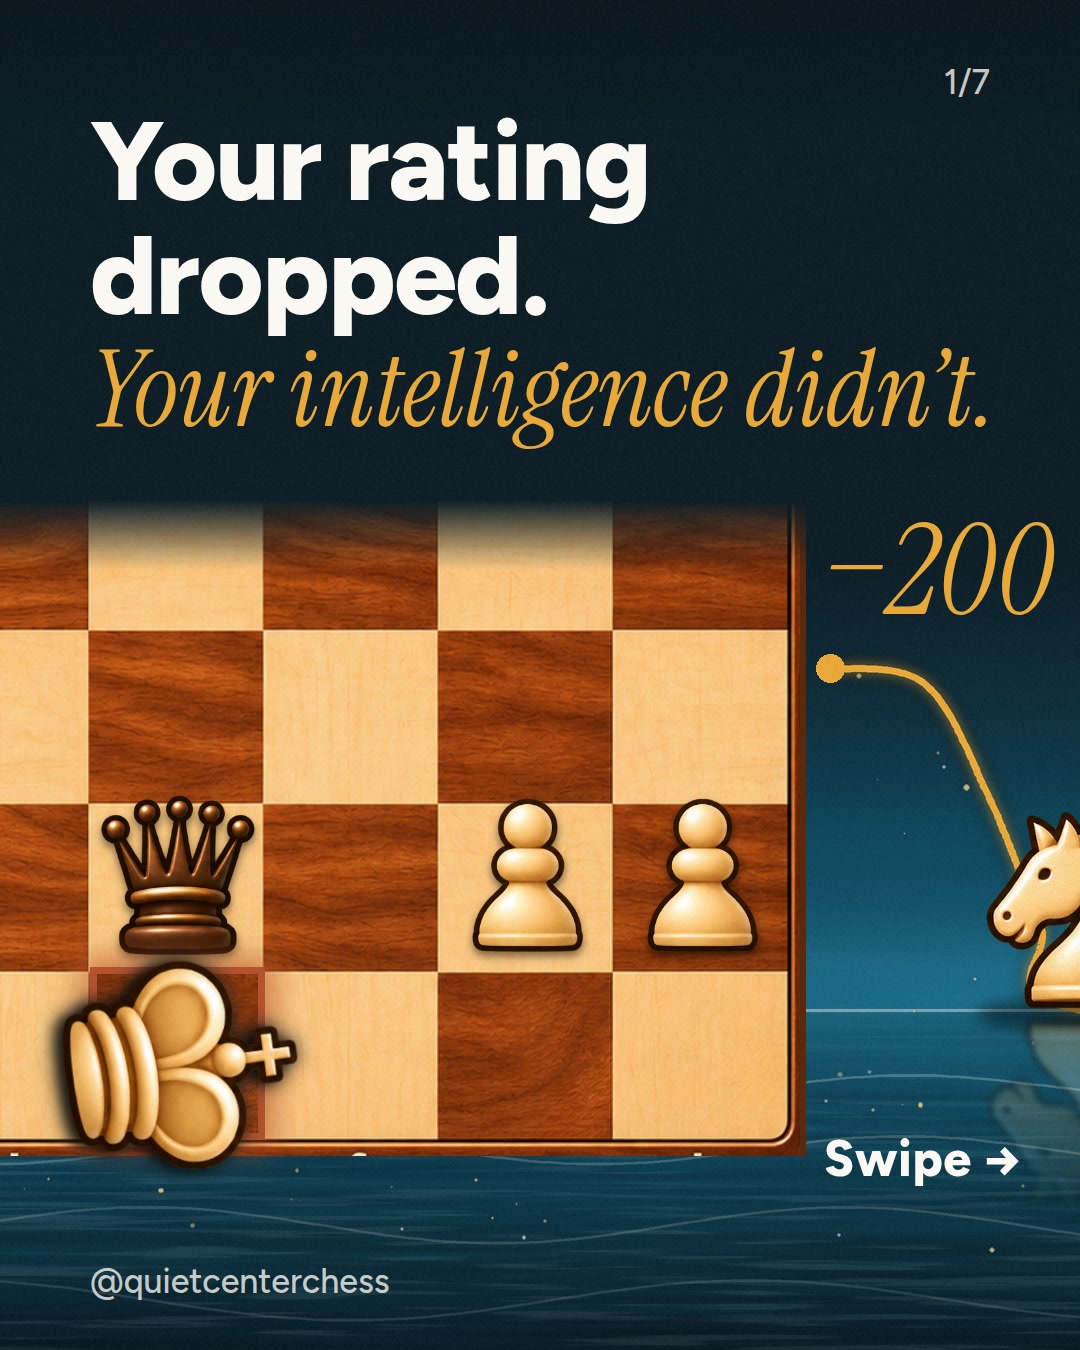 1/7
Your rating
dropped.
Your intelligence didn’t.
–200
Swipe →
@quietcenterchess